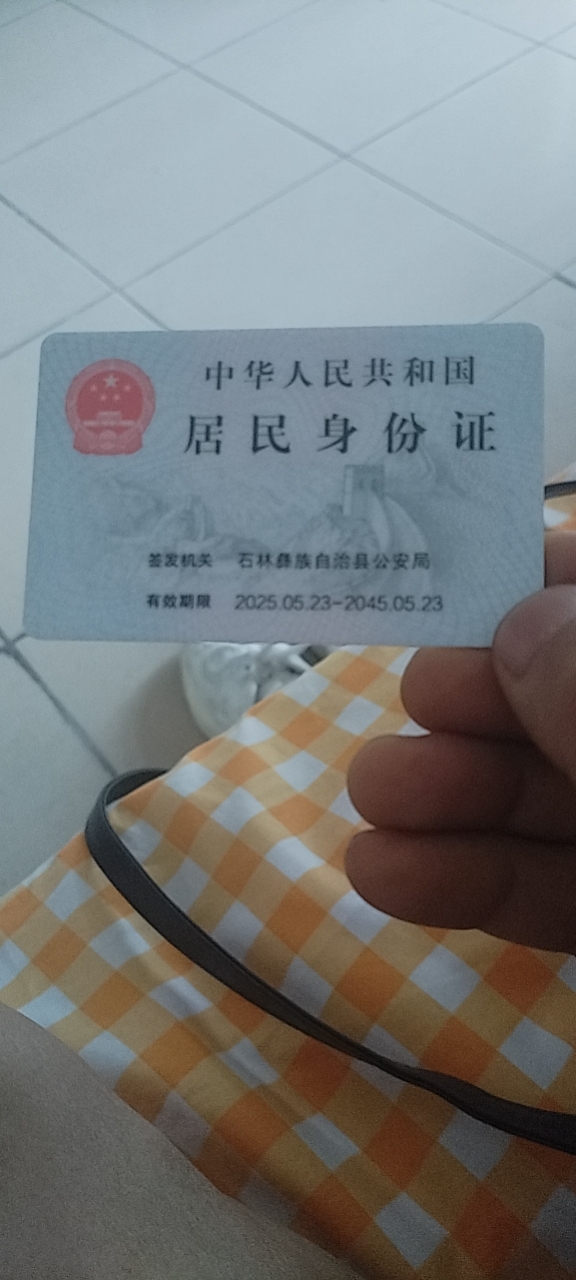 中华人民共和国
居民身份证
签发机关 石林彝族自治县公安局
有效期限 2025.05.23-2045.05.23